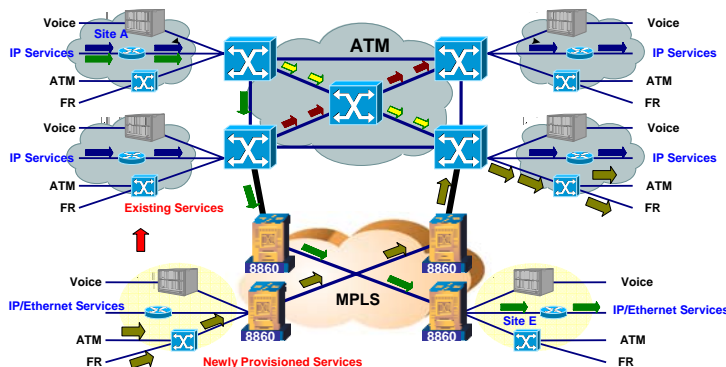 Voice
Site A
IP Services
ATM
FR
ATM
Voice
IP Services
ATM
FR
Voice
IP Services
ATM
FR
Existing Services
Voice
IP Services
ATM
FR
8860
8860
MPLS
Voice
IP/Ethernet Services
ATM
FR
8860
Newly Provisioned Services
8860
Site E
Voice
IP/Ethernet Services
ATM
FR